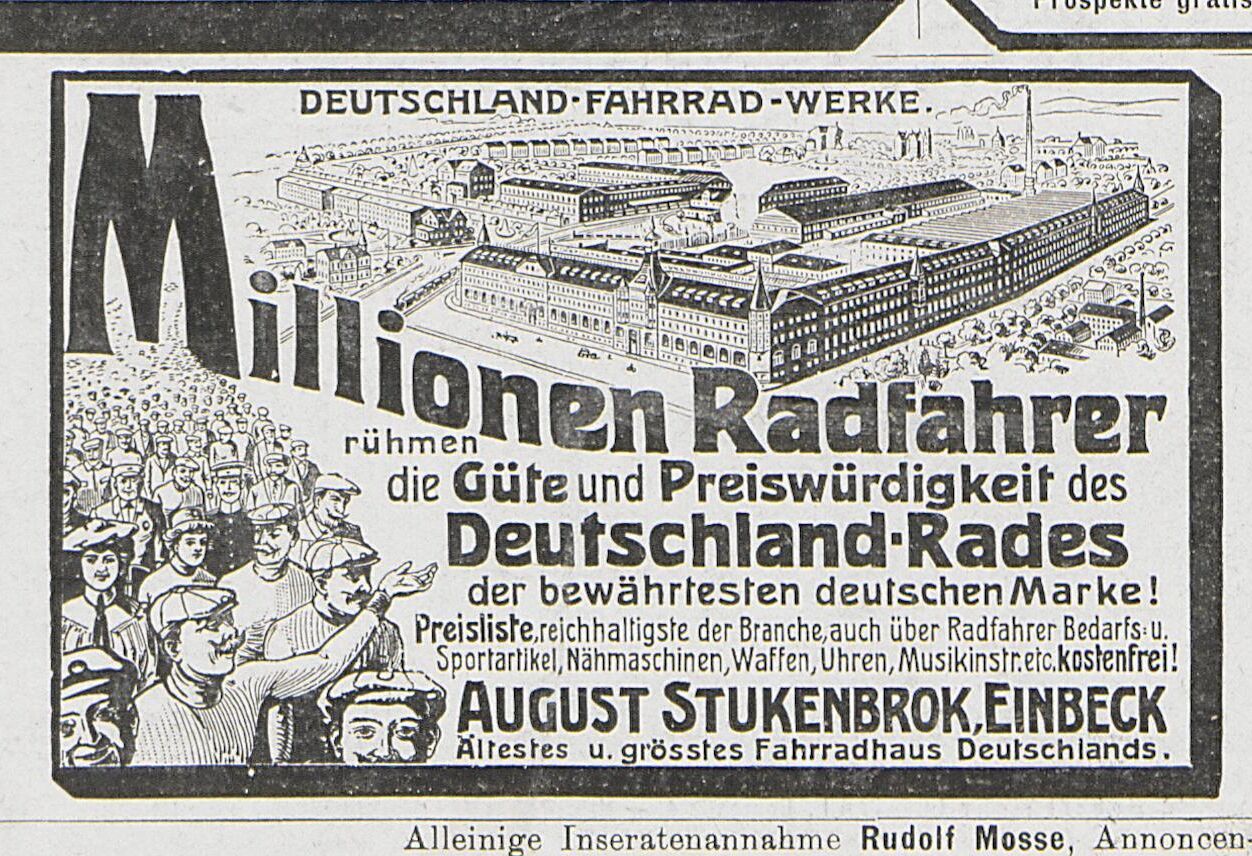 Prospekte gratis
DEUTSCHLAND-FAHRRAD-WERKE.
Millionen Radfahrer
rühmen
die Güte und Preiswürdigkeit des
Deutschland-Rades
der bewährtesten deutschen Marke!
Preisliste, reichhaltigste der Branche, auch über Radfahrer Bedarfs- u.
Sportartikel, Nähmaschinen, Waffen, Uhren, Musikinstr. etc. kostenfrei!
AUGUST STUKENBROK, EINBECK
Ältestes u. grösstes Fahrradhaus Deutschlands.
Alleinige Inseratenannahme Rudolf Mosse, Annoncen-